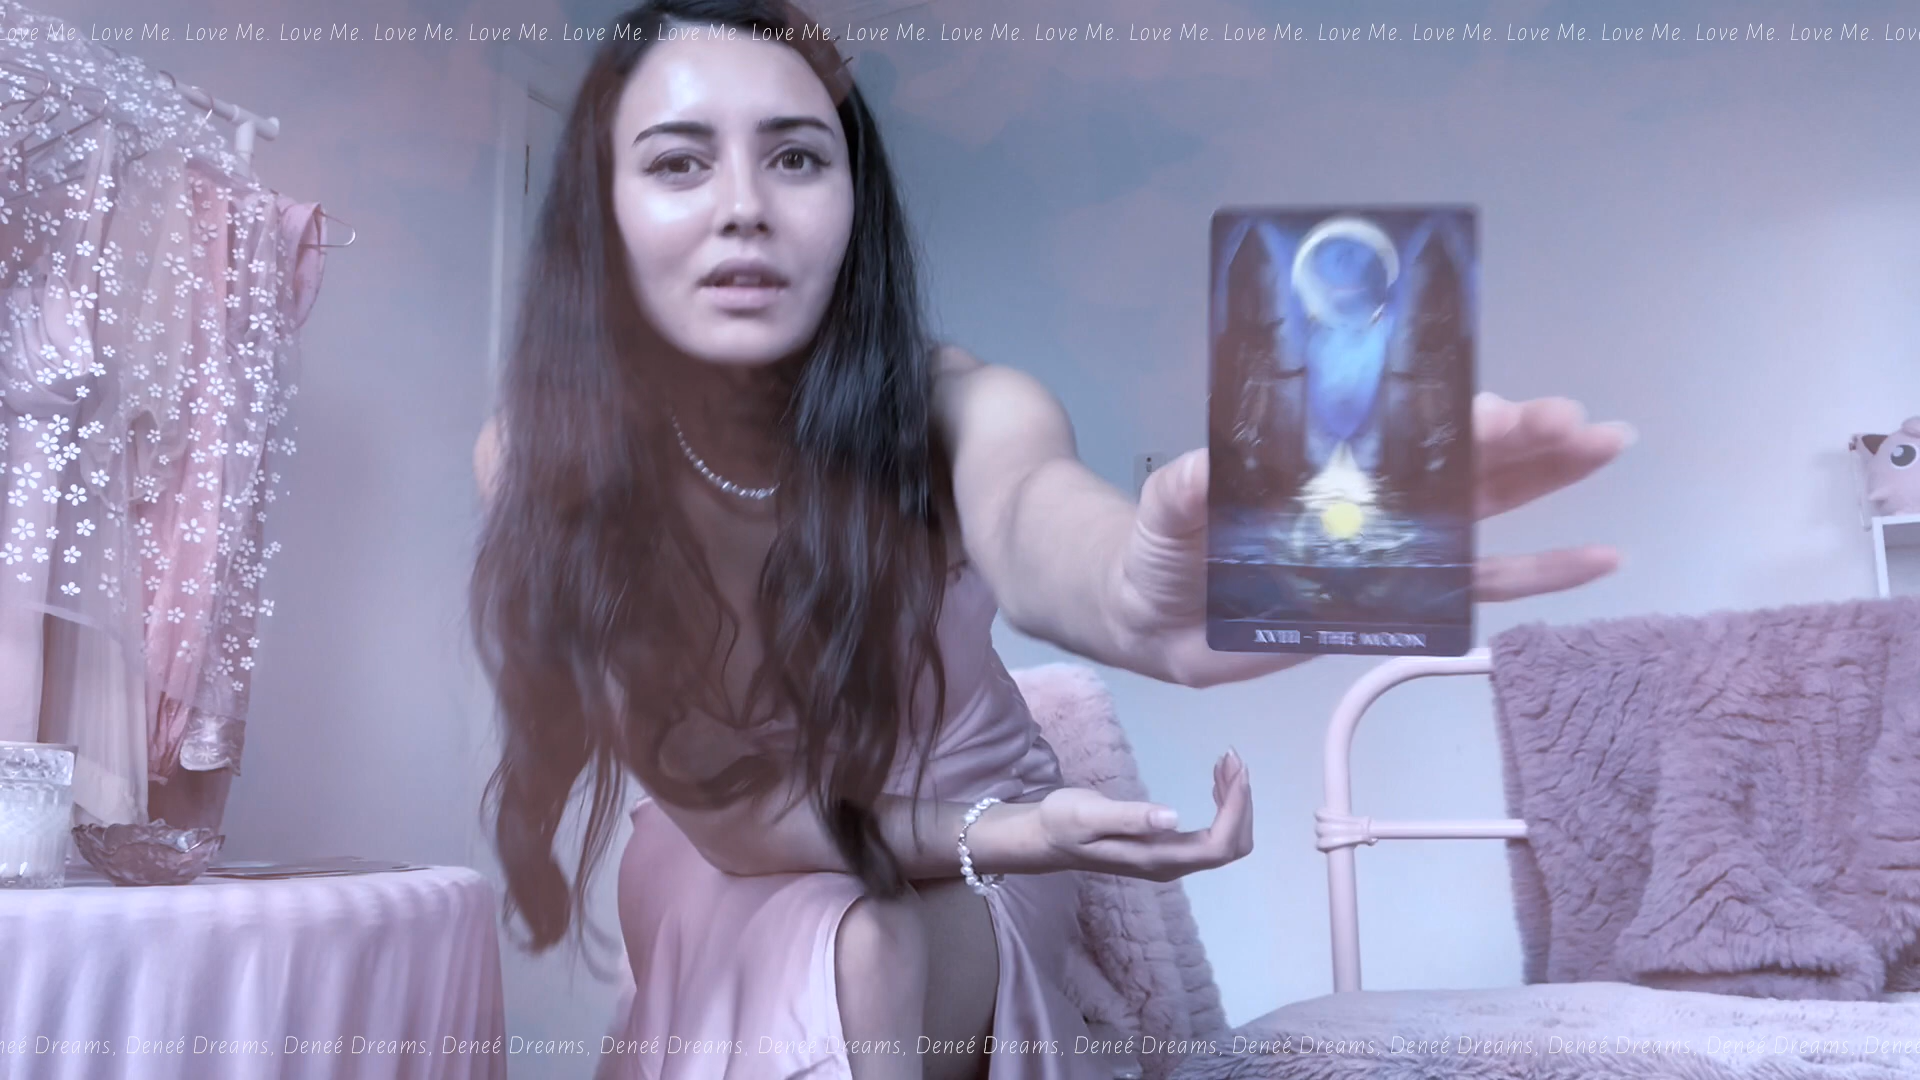 Love Me. Love Me. Love Me. Love Me. Love Me. Love Me. Love Me. Love Me. Love Me. Love Me. Love Me. Love Me. Love Me. Love Me. Love Me. Love Me. Love Me. Love Me. Love Me. Love Me. Lov
XVIII - THE MOON
neé Dreams, Deneé Dreams, Deneé Dreams, Deneé Dreams, Deneé Dreams, Deneé Dreams, Deneé Dreams, Deneé Dreams, Deneé Dreams, Deneé Dreams, Deneé Dreams, Deneé Dreams, Dene